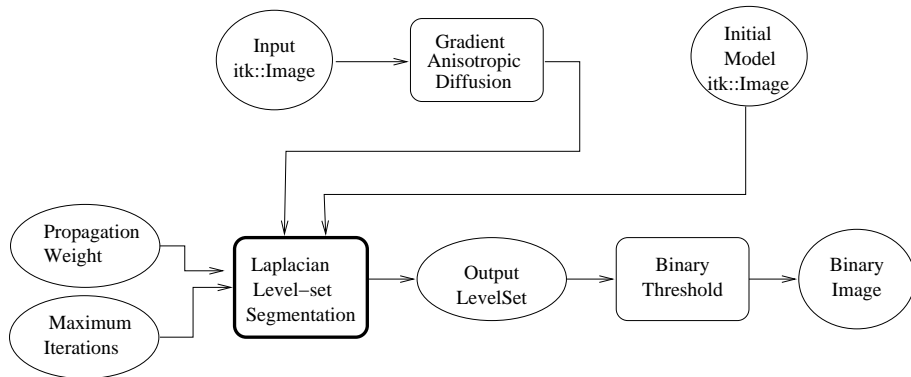 Input
itk::Image
Gradient
Anisotropic
Diffusion
Initial
Model
itk::Image
Propagation
Weight
Maximum
Iterations
Laplacian
Level−set
Segmentation
Output
LevelSet
Binary
Threshold
Binary
Image